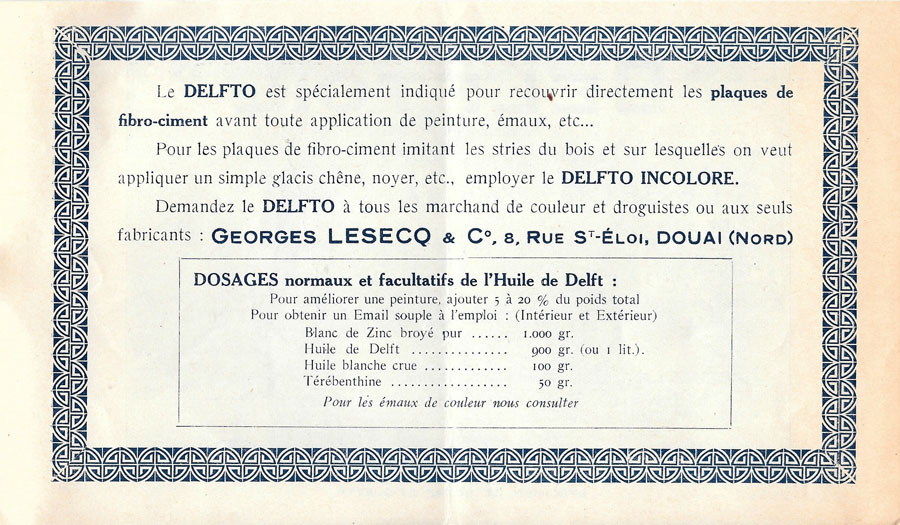 Le DELFTO est spécialement indiqué pour recouvrir directement les plaques de
fibro-ciment avant toute application de peinture, émaux, etc...
Pour les plaques de fibro-ciment imitant les stries du bois et sur lesquelles on veut
appliquer un simple glacis chêne, noyer, etc., employer le DELFTO INCOLORE.
Demandez le DELFTO à tous les marchand de couleur et droguistes ou aux seuls
fabricants : GEORGES LESECQ & Cº, 8, RUE ST-ÉLOI, DOUAI (NORD)
DOSAGES normaux et facultatifs de l'Huile de Delft :
Pour améliorer une peinture, ajouter 5 à 20 % du poids total
Pour obtenir un Email souple à l'emploi : (Intérieur et Extérieur)
Blanc de Zinc broyé pur ...... 1.000 gr.
Huile de Delft ............... 900 gr. (ou 1 lit.).
Huile blanche crue ............. 100 gr.
Térébenthine .................. 50 gr.
Pour les émaux de couleur nous consulter